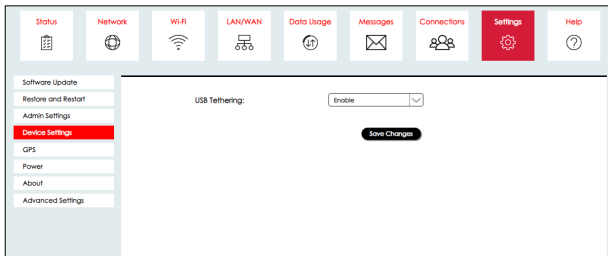 Status Network Wi-Fi LAN/WAN Data Usage Messages Connections Settings Help
Software Update
Restore and Restart
Admin Settings
Device Settings
GPS
Power
About
Advanced Settings
USB Tethering: Enable
Save Changes